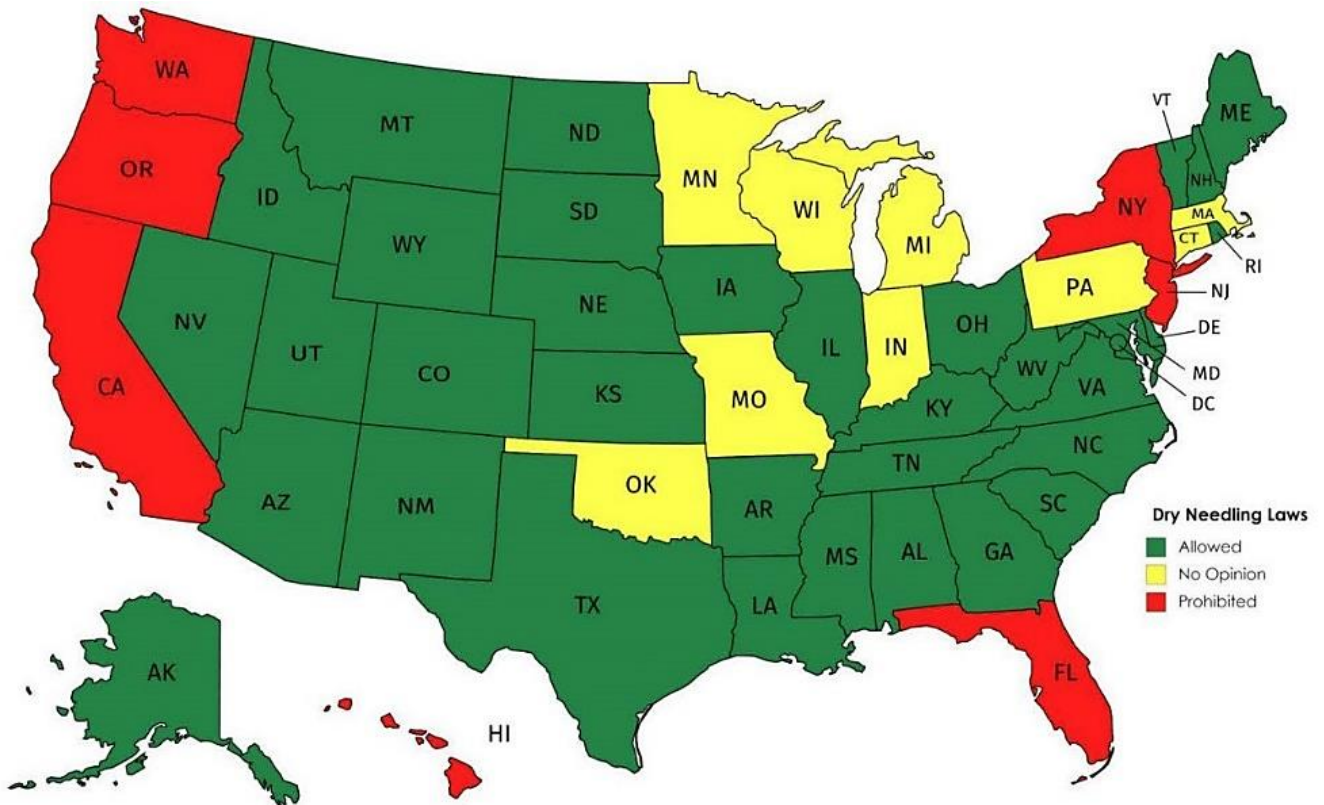 WA
OR
CA
NV
ID
MT
WY
UT
AZ
CO
NM
ND
SD
NE
KS
OK
TX
MN
IA
MO
AR
LA
WI
IL
MS
MI
IN
KY
TN
AL
OH
WV
VA
NC
SC
GA
FL
PA
NY
VT
NH
ME
MA
CT
RI
NJ
DE
MD
DC
AK
HI
Dry Needling Laws
Allowed
No Opinion
Prohibited